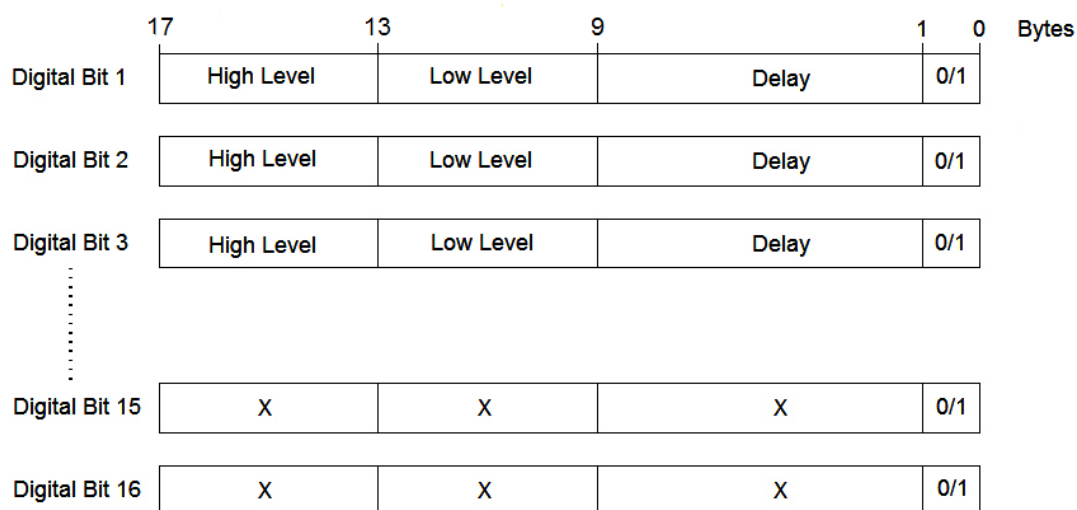 17 13 9 1 0 Bytes
Digital Bit 1 High Level Low Level Delay 0/1
Digital Bit 2 High Level Low Level Delay 0/1
Digital Bit 3 High Level Low Level Delay 0/1
Digital Bit 15 X X X 0/1
Digital Bit 16 X X X 0/1